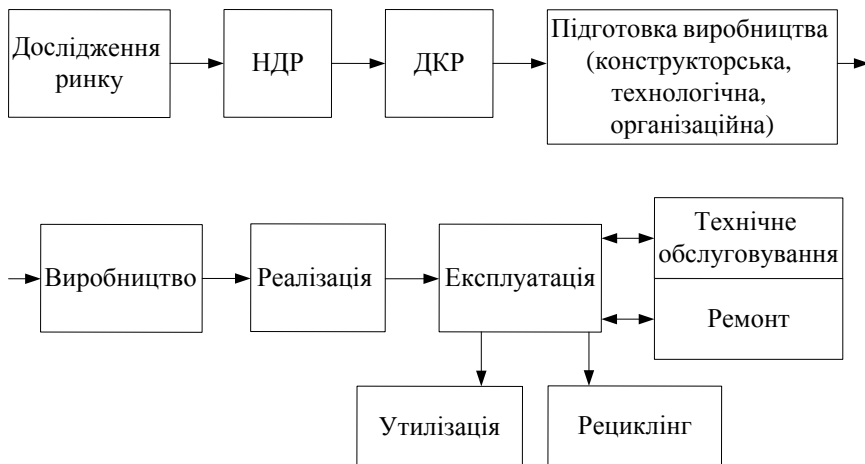 Дослідження
ринку
НДР
ДКР
Підготовка виробництва
(конструкторська,
технологічна,
організаційна)
Виробництво
Реалізація
Експлуатація
Технічне
обслуговування
Ремонт
Утилізація
Рециклінг